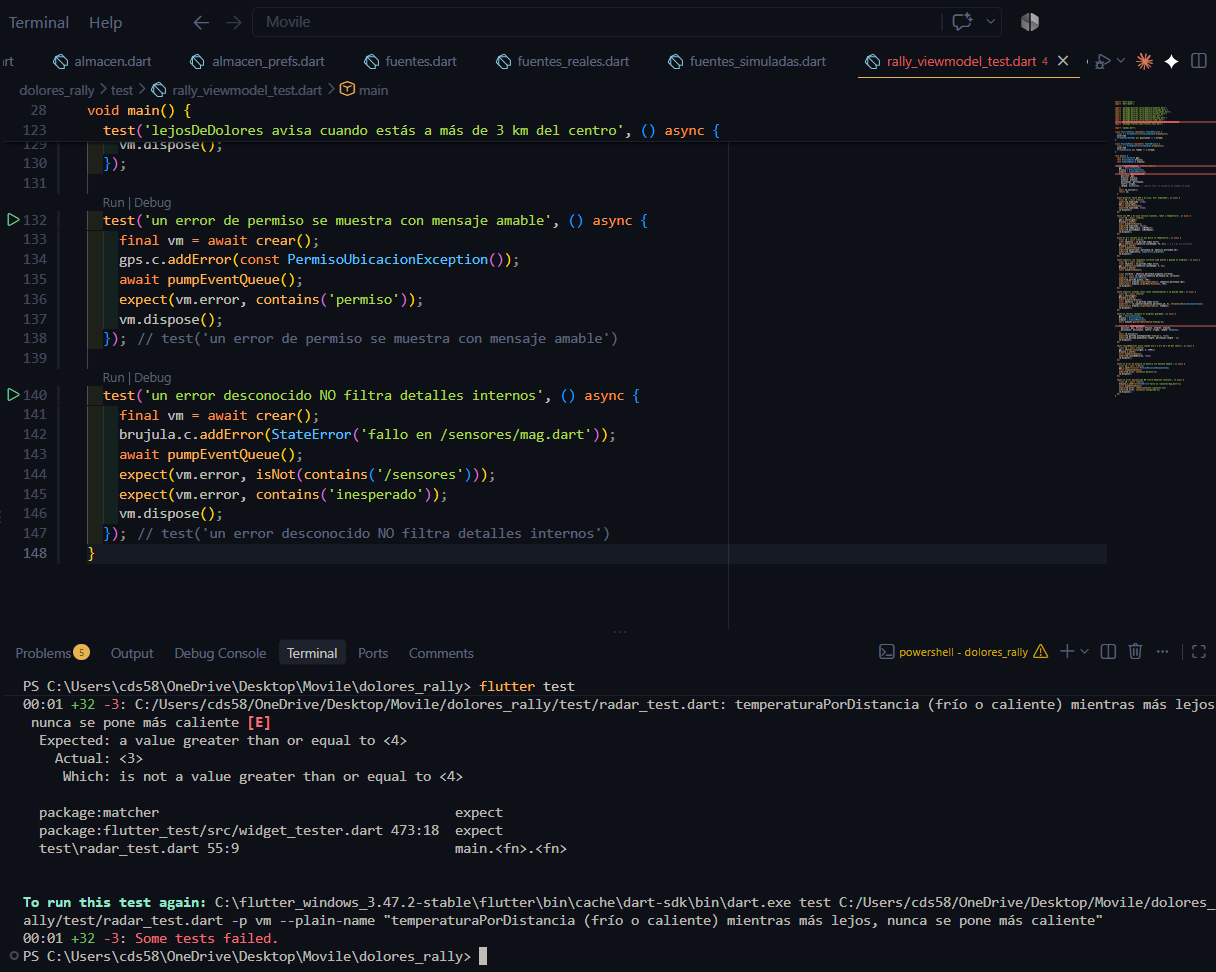 Terminal Help Movile
rt almacen.dart almacen_prefs.dart fuentes.dart fuentes_reales.dart fuentes_simuladas.dart rally_viewmodel_test.dart 4
dolores_rally > test > rally_viewmodel_test.dart > main
28 void main() {
123 test('lejosDeDolores avisa cuando estás a más de 3 km del centro', () async {
129 vm.dispose();
130 });
131
Run | Debug
132 test('un error de permiso se muestra con mensaje amable', () async {
133 final vm = await crear();
134 gps.c.addError(const PermisoUbicacionException());
135 await pumpEventQueue();
136 expect(vm.error, contains('permiso'));
137 vm.dispose();
138 }); // test('un error de permiso se muestra con mensaje amable')
139
Run | Debug
140 test('un error desconocido NO filtra detalles internos', () async {
141 final vm = await crear();
142 brujula.c.addError(StateError('fallo en /sensores/mag.dart'));
143 await pumpEventQueue();
144 expect(vm.error, isNot(contains('/sensores')));
145 expect(vm.error, contains('inesperado'));
146 vm.dispose();
147 }); // test('un error desconocido NO filtra detalles internos')
148 }
Problems 5 Output Debug Console Terminal Ports Comments powershell - dolores_rally
PS C:\Users\cds58\OneDrive\Desktop\Movile\dolores_rally> flutter test
00:01 +32 -3: C:/Users/cds58/OneDrive/Desktop/Movile/dolores_rally/test/radar_test.dart: temperaturaPorDistancia (frío o caliente) mientras más lejos
nunca se pone más caliente [E]
Expected: a value greater than or equal to <4>
Actual: <3>
Which: is not a value greater than or equal to <4>
package:matcher expect
package:flutter_test/src/widget_tester.dart 473:18 expect
test\radar_test.dart 55:9 main.<fn>.<fn>
To run this test again: C:\flutter_windows_3.47.2-stable\flutter\bin\cache\dart-sdk\bin\dart.exe test C:/Users/cds58/OneDrive/Desktop/Movile/dolores_
ally/test/radar_test.dart -p vm --plain-name "temperaturaPorDistancia (frío o caliente) mientras más lejos, nunca se pone más caliente"
00:01 +32 -3: Some tests failed.
PS C:\Users\cds58\OneDrive\Desktop\Movile\dolores_rally>